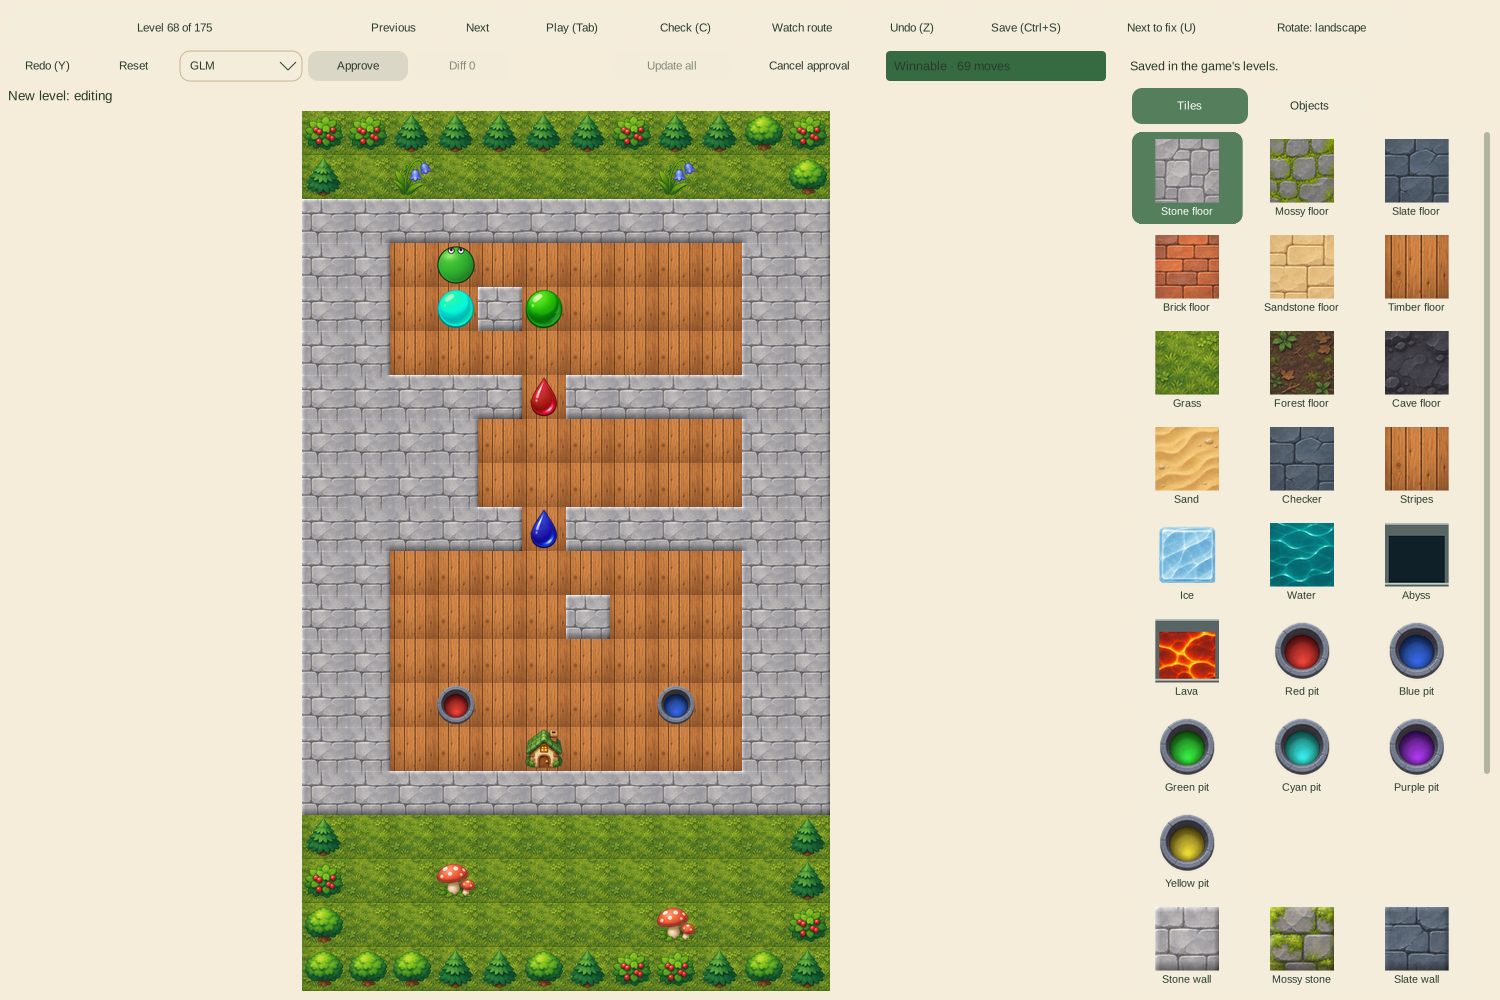 Level 68 of 175
Previous
Next
Play (Tab)
Check (C)
Watch route
Undo (Z)
Save (Ctrl+S)
Next to fix (U)
Rotate: landscape
Redo (Y)
Reset
GLM
Approve
Diff 0
Update all
Cancel approval
Winnable · 69 moves
Saved in the game's levels.
New level: editing
Tiles
Objects
Stone floor
Mossy floor
Slate floor
Brick floor
Sandstone floor
Timber floor
Grass
Forest floor
Cave floor
Sand
Checker
Stripes
Ice
Water
Abyss
Lava
Red pit
Blue pit
Green pit
Cyan pit
Purple pit
Yellow pit
Stone wall
Mossy stone
Slate wall